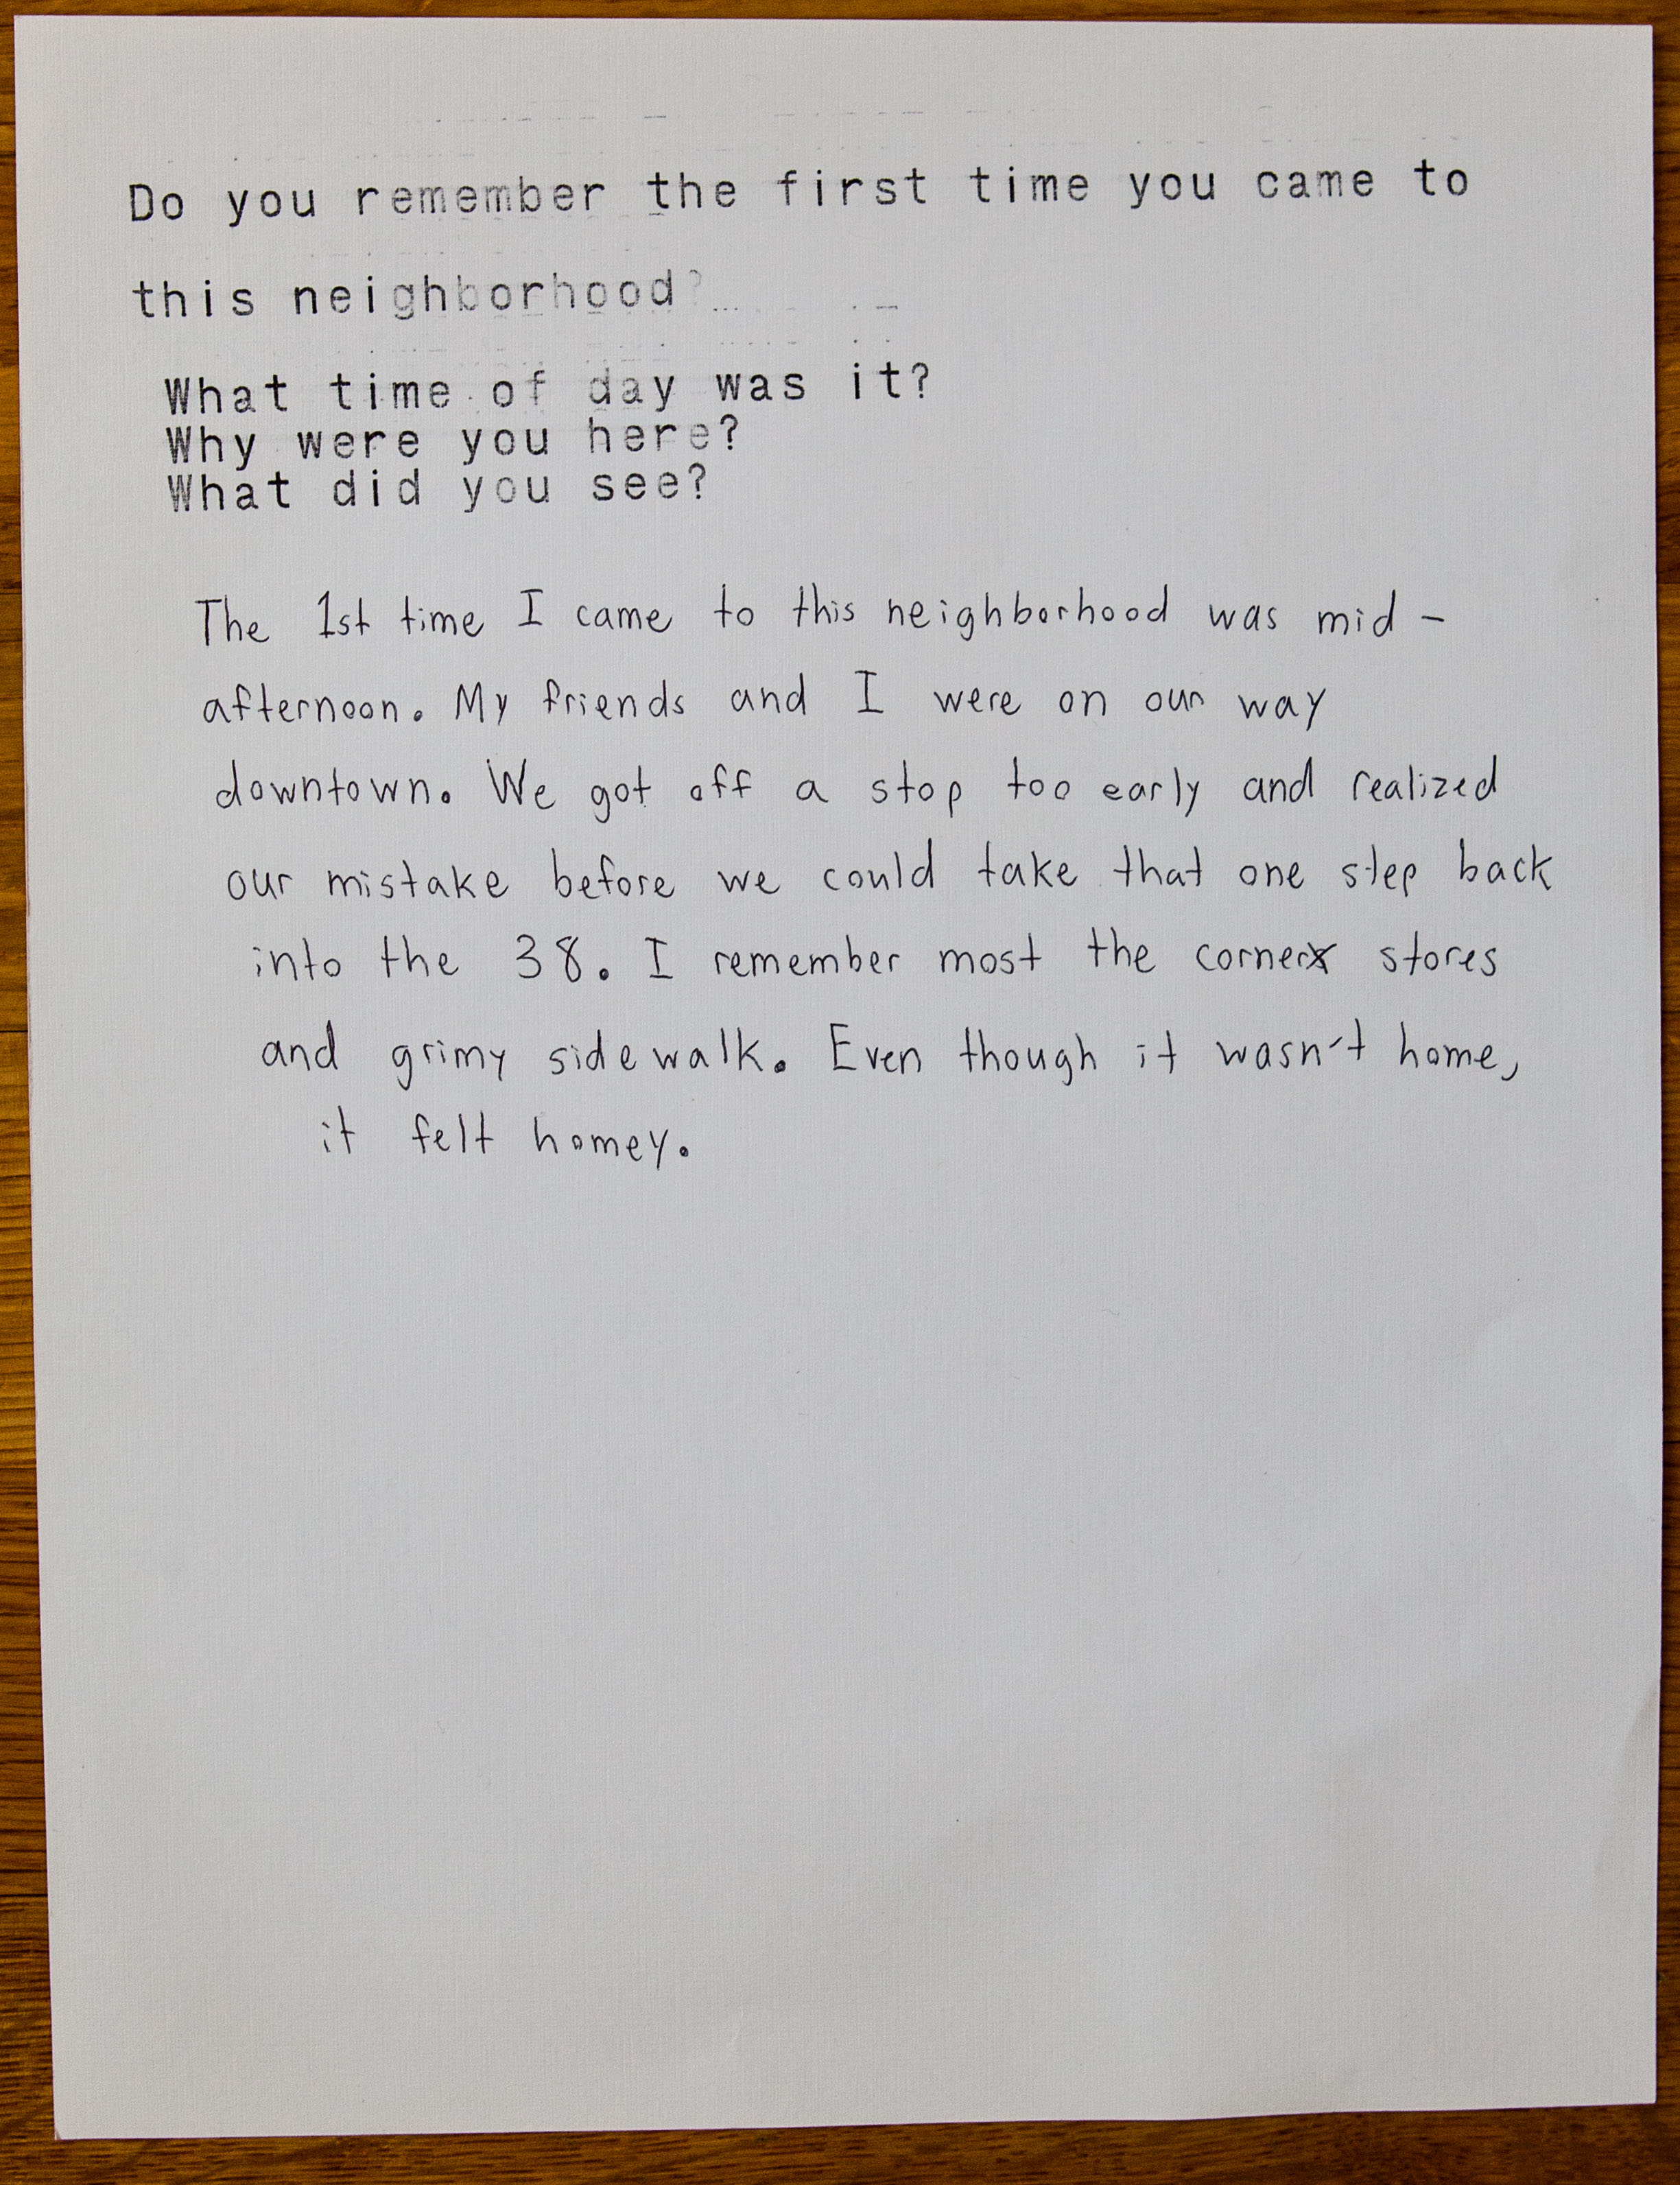 Do you remember the first time you came to
this neighborhood?
What time of day was it?
Why were you here?
What did you see?
The 1st time I came to this neighborhood was mid-
afternoon. My friends and I were on our way
downtown. We got off a stop too early and realized
our mistake before we could take that one step back
into the 38. I remember most the corner stores
and grimy sidewalk. Even though it wasn't home,
it felt homey.